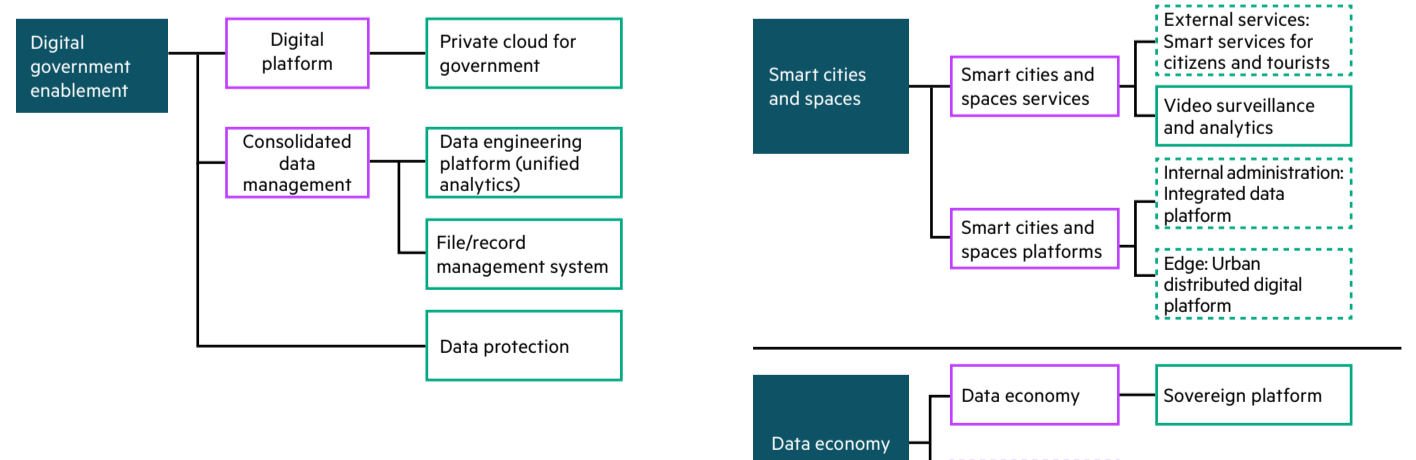 Digital
government
enablement
Digital
platform
Private cloud for
government
Consolidated
data
management
Data engineering
platform (unified
analytics)
File/record
management system
Data protection
Smart cities
and spaces
Smart cities and
spaces services
External services:
Smart services for
citizens and tourists
Video surveillance
and analytics
Smart cities and
spaces platforms
Internal administration:
Integrated data
platform
Edge: Urban
distributed digital
platform
Data economy
Data economy
Sovereign platform